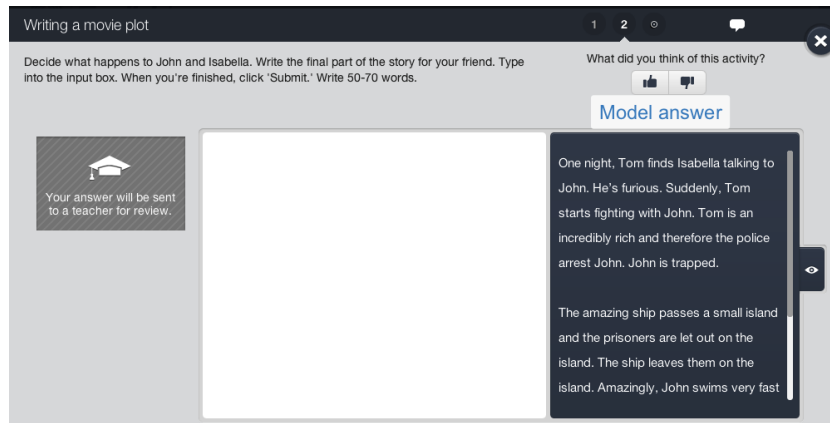 Writing a movie plot
1 2
Decide what happens to John and Isabella. Write the final part of the story for your friend. Type
into the input box. When you're finished, click 'Submit.' Write 50-70 words.
What did you think of this activity?
Model answer
Your answer will be sent
to a teacher for review.
One night, Tom finds Isabella talking to
John. He's furious. Suddenly, Tom
starts fighting with John. Tom is an
incredibly rich and therefore the police
arrest John. John is trapped.
The amazing ship passes a small island
and the prisoners are let out on the
island. The ship leaves them on the
island. Amazingly, John swims very fast